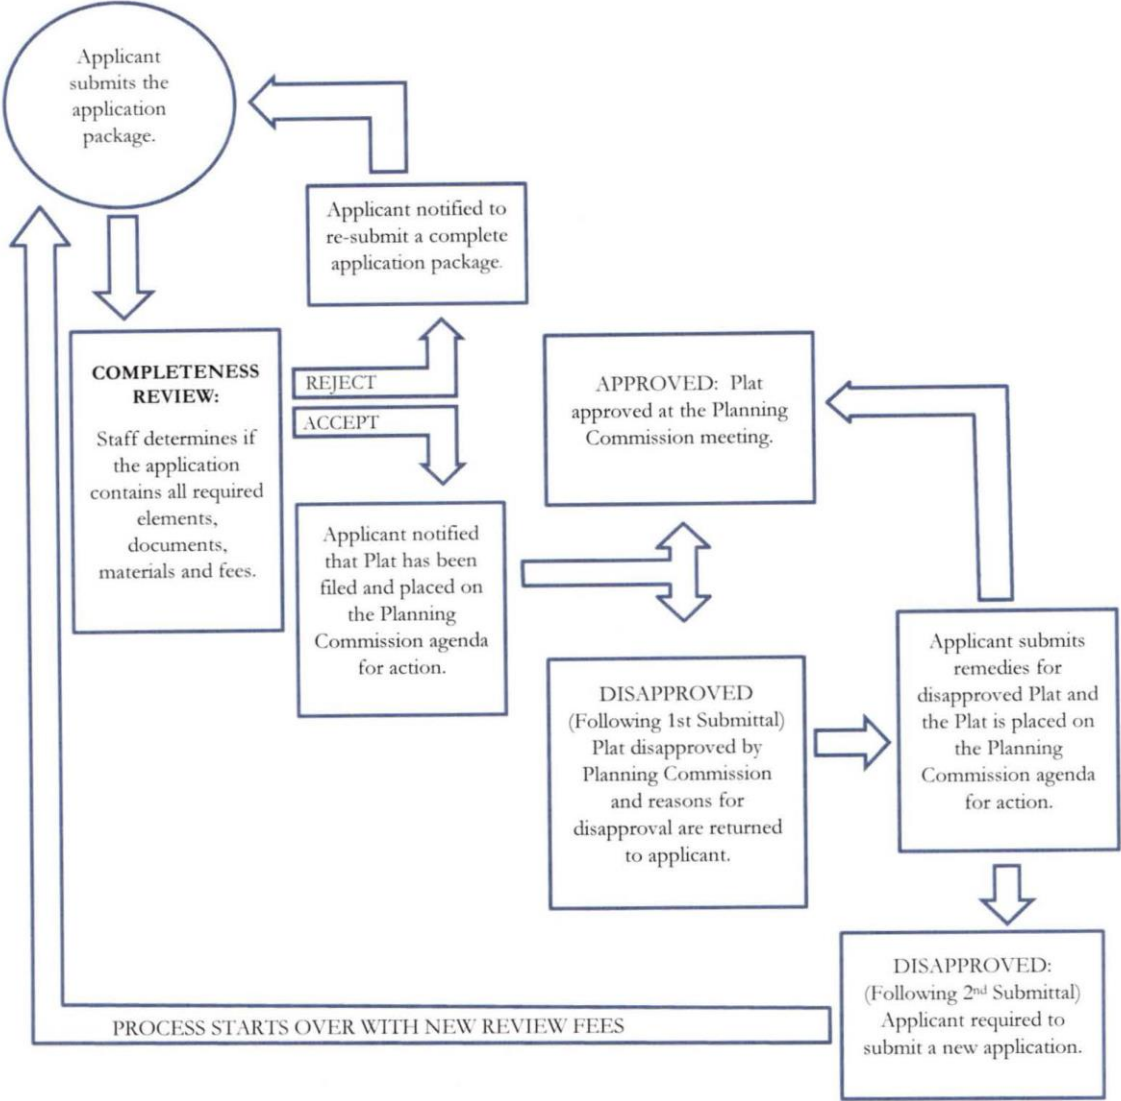 Applicant
submits the
application
package.
Applicant notified to
re-submit a complete
application package.
COMPLETENESS
REVIEW:
Staff determines if
the application
contains all required
elements,
documents,
materials and fees.
REJECT
ACCEPT
Applicant notified
that Plat has been
filed and placed on
the Planning
Commission agenda
for action.
APPROVED: Plat
approved at the Planning
Commission meeting.
DISAPPROVED
(Following 1st Submittal)
Plat disapproved by
Planning Commission
and reasons for
disapproval are returned
to applicant.
Applicant submits
remedies for
disapproved Plat and
the Plat is placed on
the Planning
Commission agenda
for action.
DISAPPROVED:
(Following 2nd Submittal)
Applicant required to
submit a new application.
PROCESS STARTS OVER WITH NEW REVIEW FEES